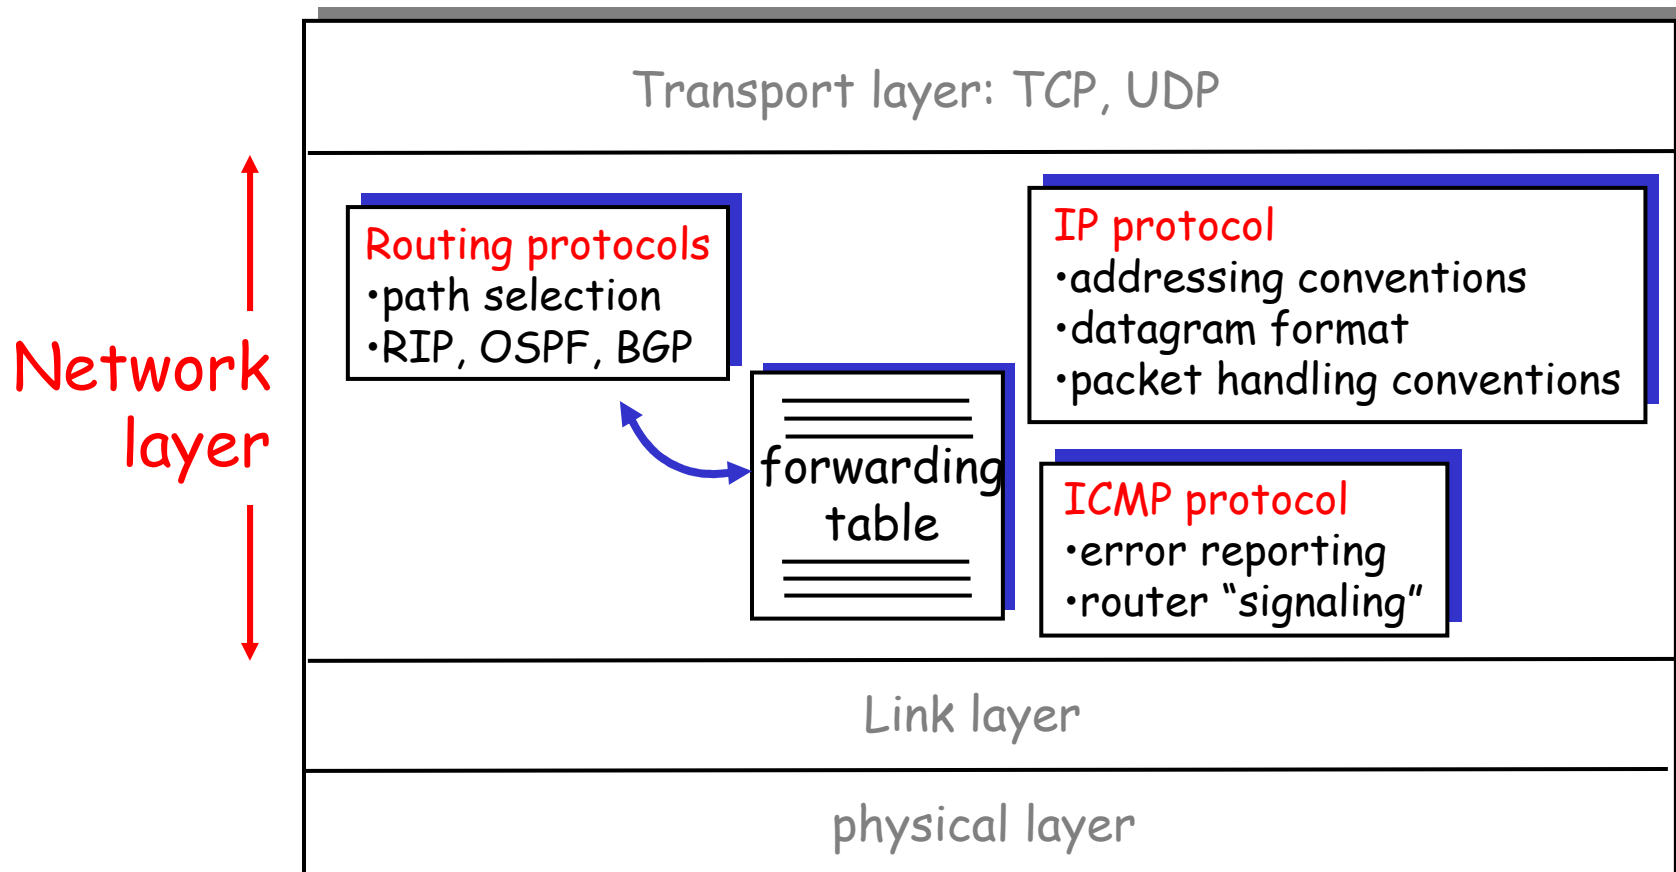 Transport layer: TCP, UDP
Network
layer
Routing protocols
•path selection
•RIP, OSPF, BGP
forwarding
table
IP protocol
•addressing conventions
•datagram format
•packet handling conventions
ICMP protocol
•error reporting
•router “signaling”
Link layer
physical layer